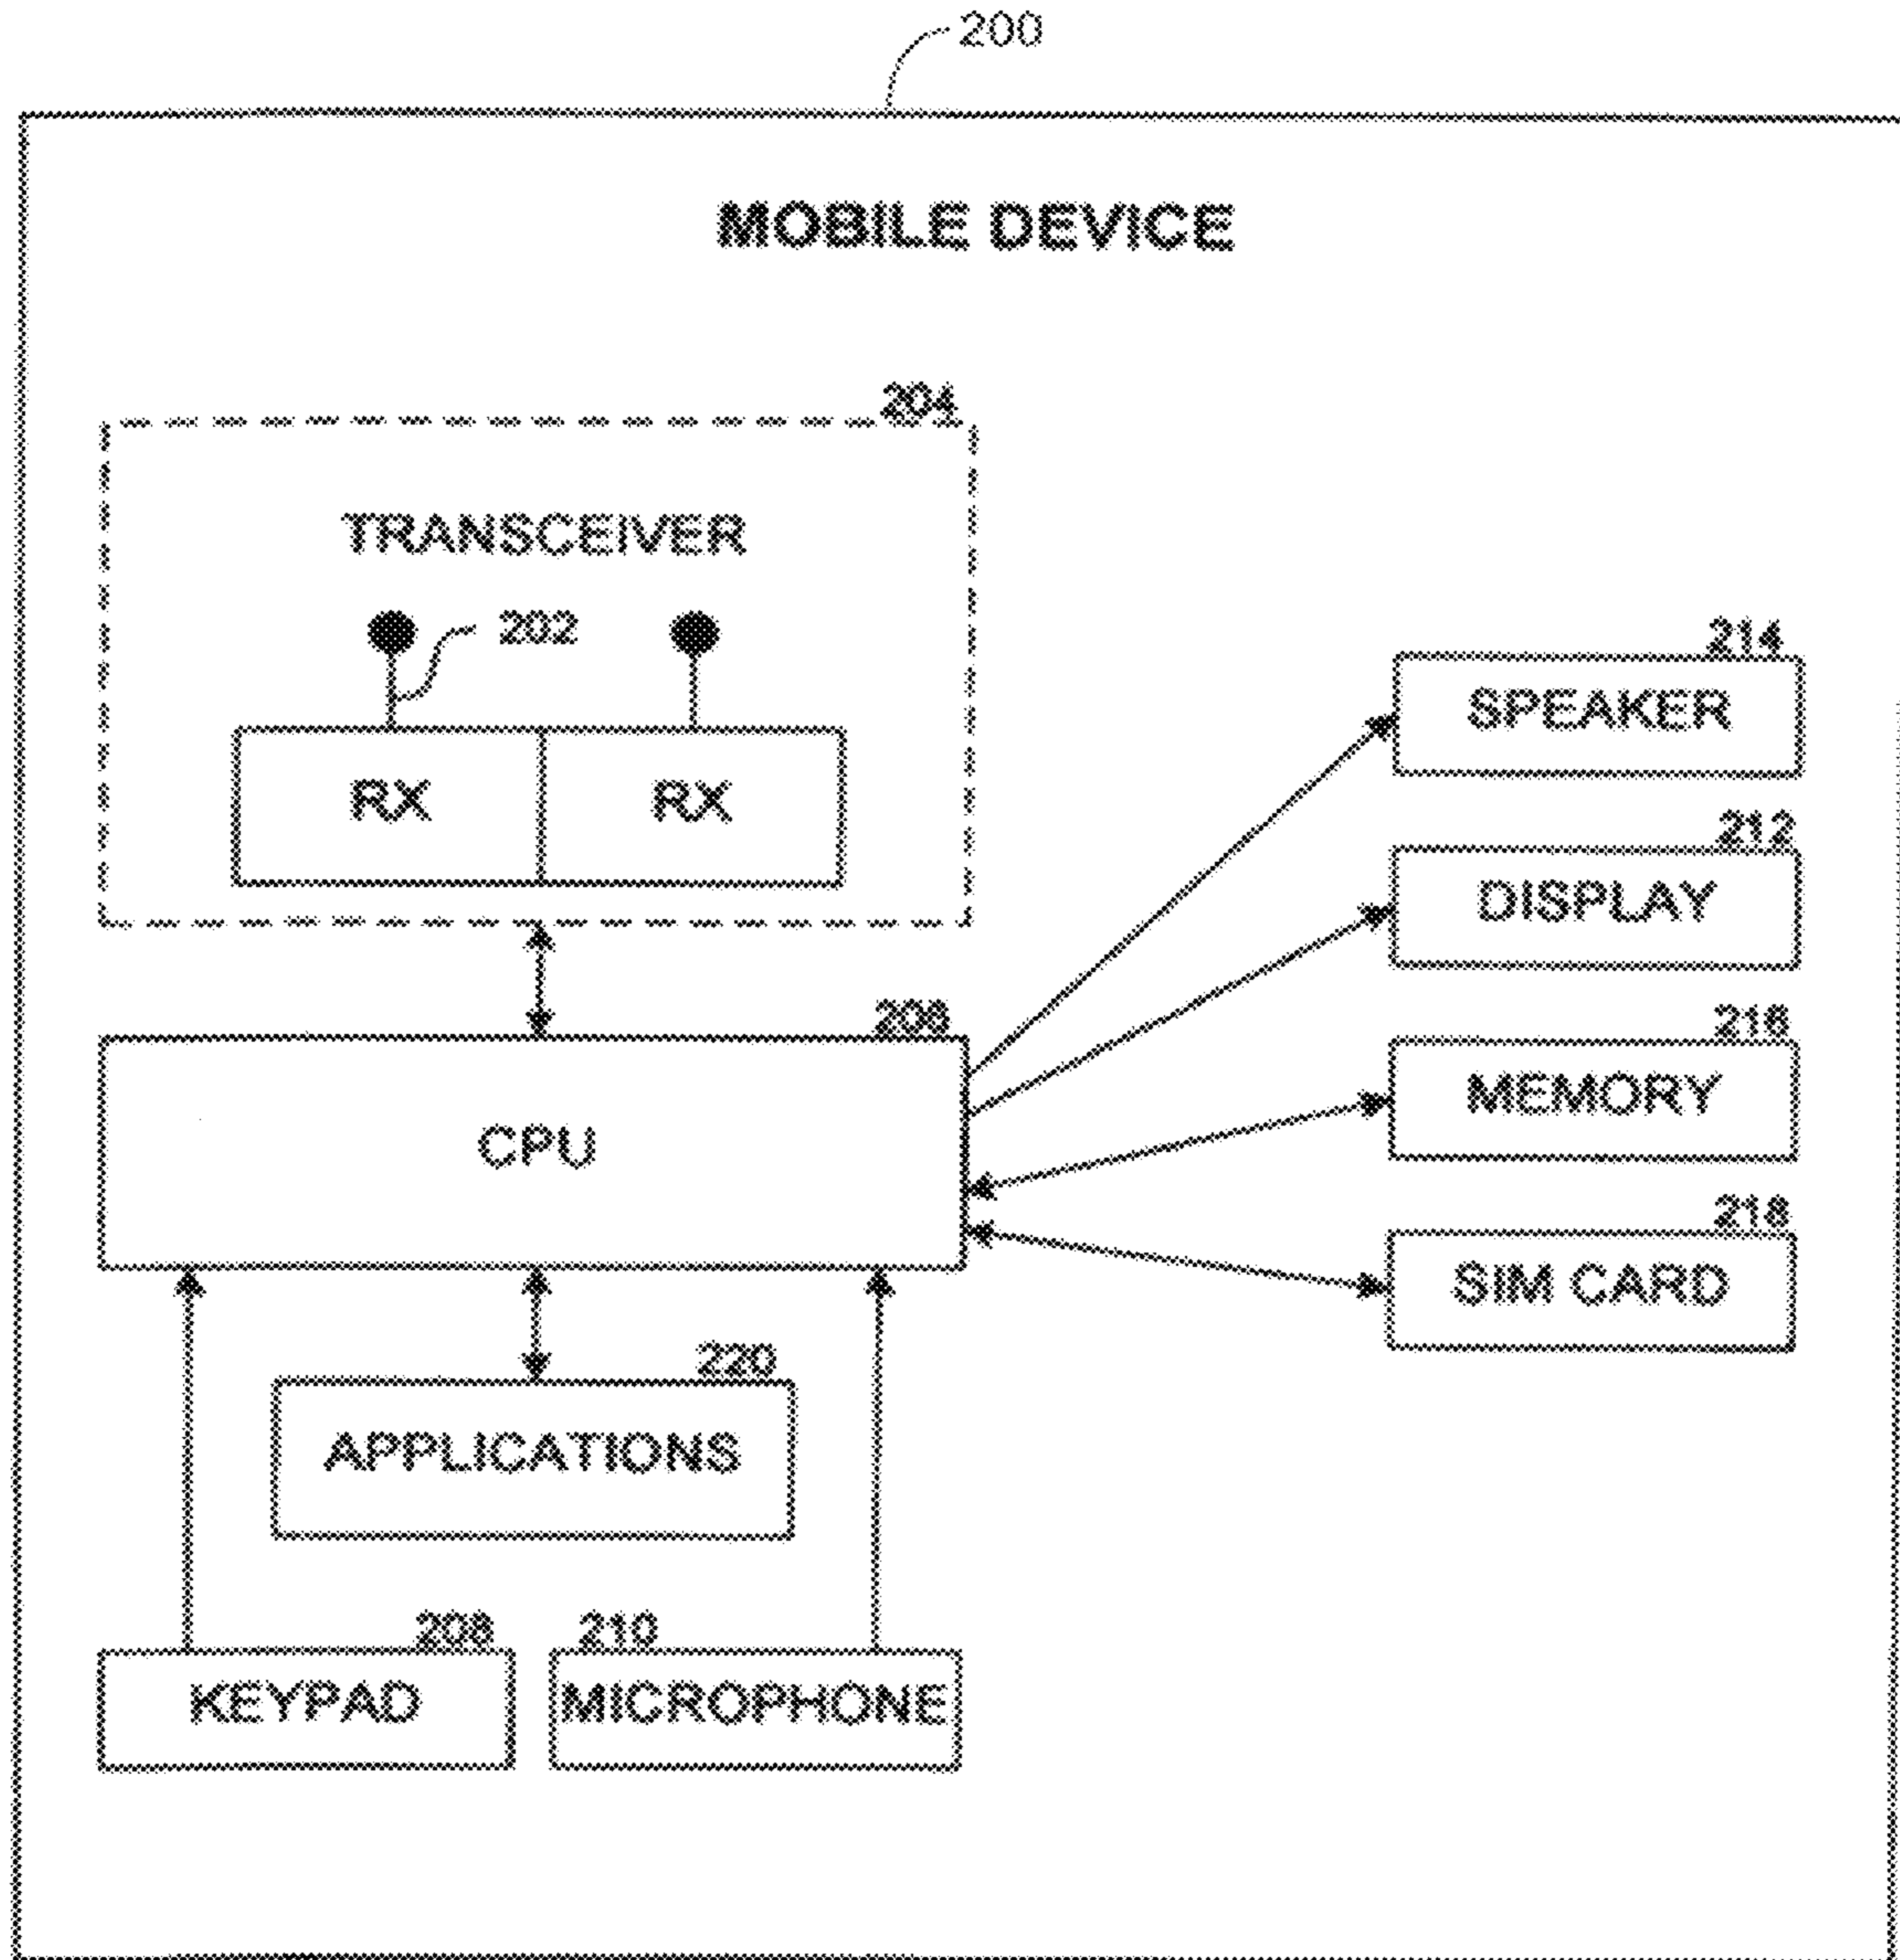 200
MOBILE DEVICE
204
TRANSCEIVER
202
RX RX
214
SPEAKER
212
DISPLAY
206
CPU
216
MEMORY
218
SIM CARD
220
APPLICATIONS
208
KEYPAD
210
MICROPHONE